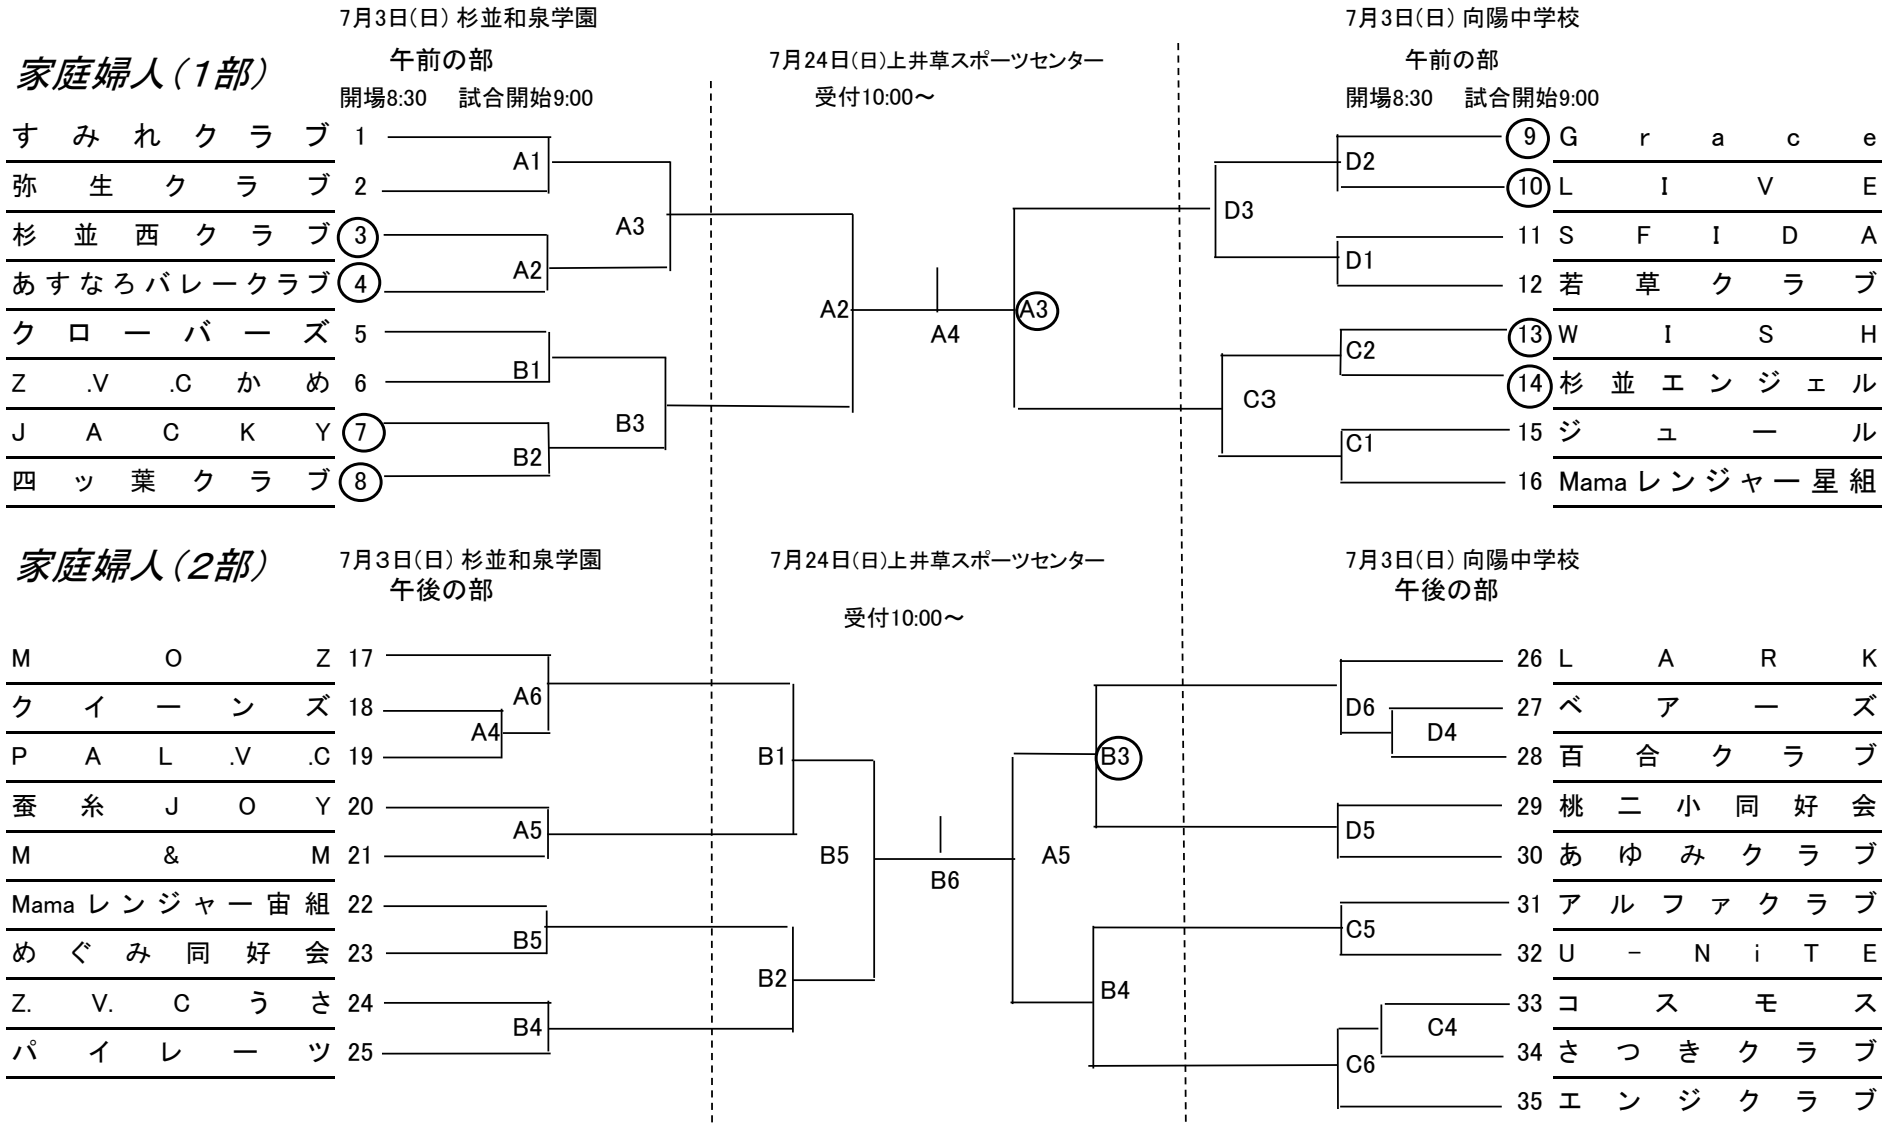 7月3日(日) 杉並和泉学園 7月3日(日) 向陽中学校
家庭婦人(1部) 午前の部 7月24日(日)上井草スポーツセンター 午前の部
開場8:30 試合開始9:00 受付10:00～ 開場8:30 試合開始9:00
すみれクラブ 1 9 Grace
A1 D2
弥生クラブ 2 10 LIVE
A3 D3
杉並西クラブ 3 11 SFIDA
A2 D1
あすなろバレークラブ 4 12 若草クラブ
A2 A4 A3
クローバーズ 5 13 WISH
B1 C2
Z.V.Cかめ 6 14 杉並エンジェル
B3 C3
JACKY 7 15 ジュール
B2 C1
四ッ葉クラブ 8 16 Mamaレンジャー星組
家庭婦人(2部) 7月3日(日) 杉並和泉学園 7月24日(日)上井草スポーツセンター 7月3日(日) 向陽中学校
午後の部 午後の部
受付10:00～
MOZ 17 26 LARK
A6 D6
クイーンズ 18 27 ベアーズ
A4 D4
PAL.V.C 19 28 百合クラブ
B1 B3
蚕糸JOY 20 29 桃二小同好会
A5 D5
M&M 21 30 あゆみクラブ
B5 B6 A5
Mamaレンジャー宙組 22 31 アルファクラブ
B5 C5
めぐみ同好会 23 32 U-NiTE
B2 B4
Z.V.Cうさ 24 33 コスモス
B4 C4
パイレーツ 25 34 さつきクラブ
C6
35 エンジクラブ